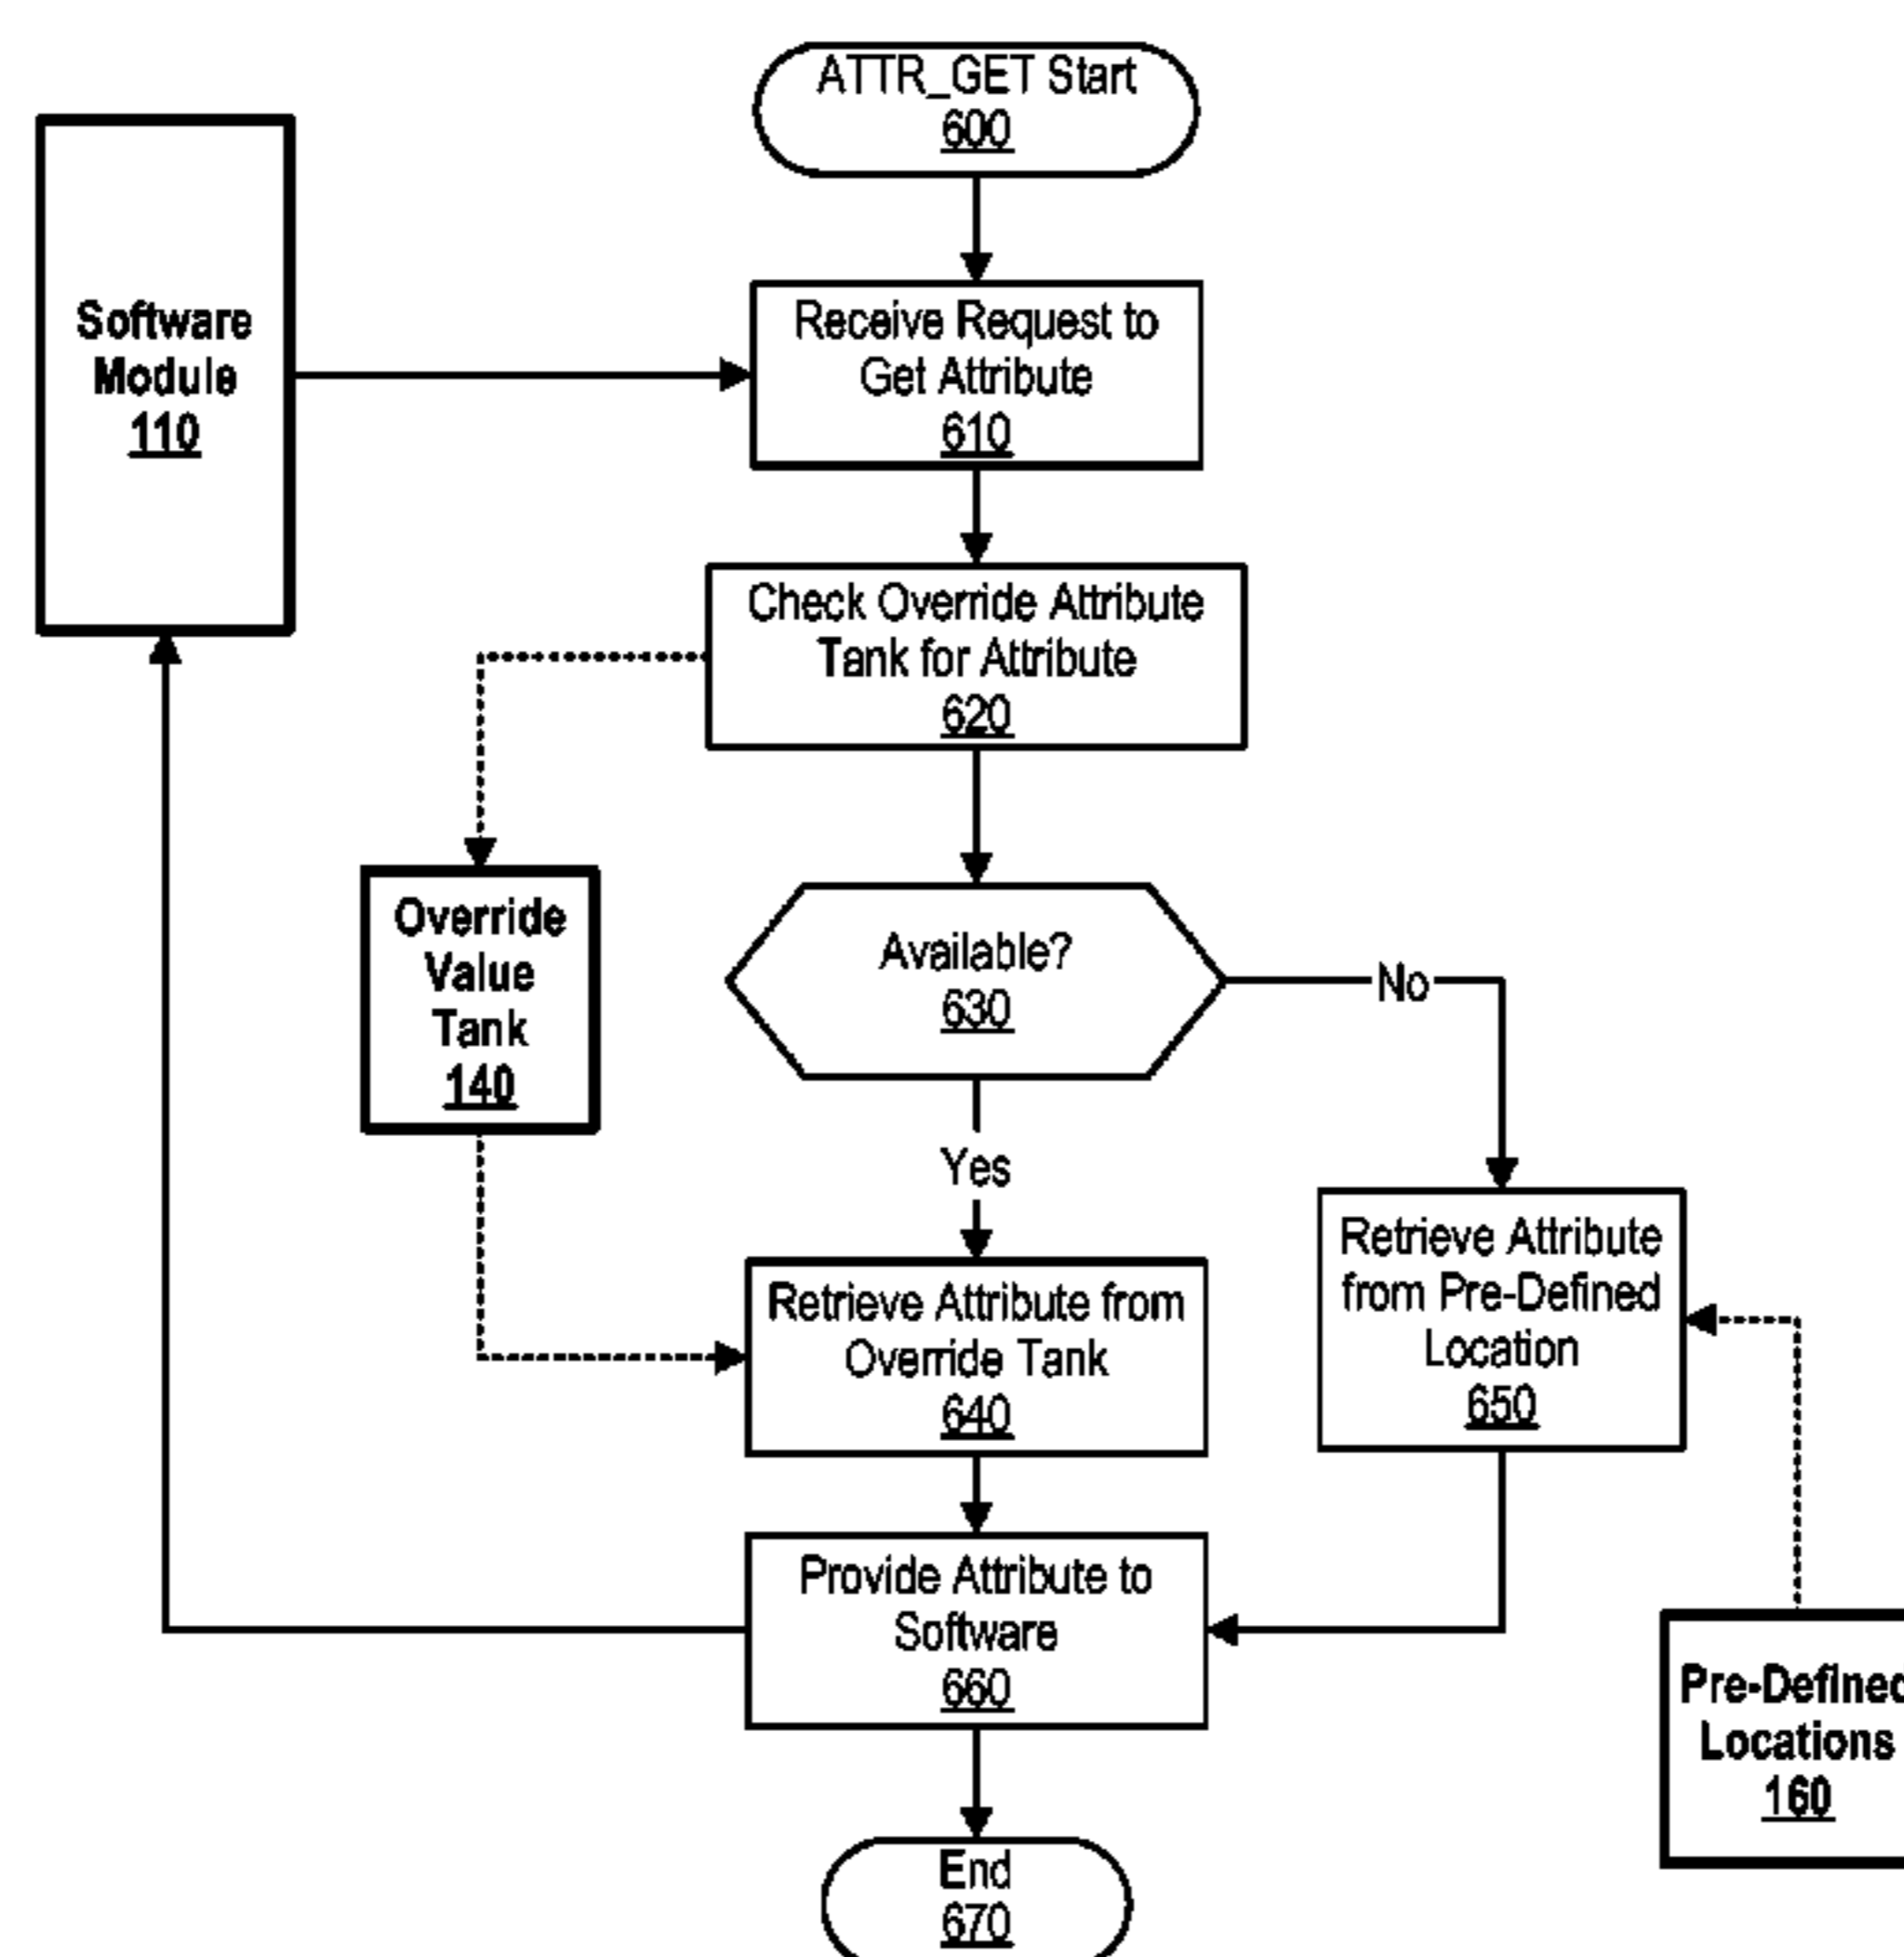 ATTR_GET Start
600
Software
Module
110
Receive Request to
Get Attribute
610
Check Override Attribute
Tank for Attribute
620
Override
Value
Tank
140
Available?
630
No
Yes
Retrieve Attribute from
Override Tank
640
Retrieve Attribute
from Pre-Defined
Location
650
Provide Attribute to
Software
660
Pre-Defined
Locations
160
End
670